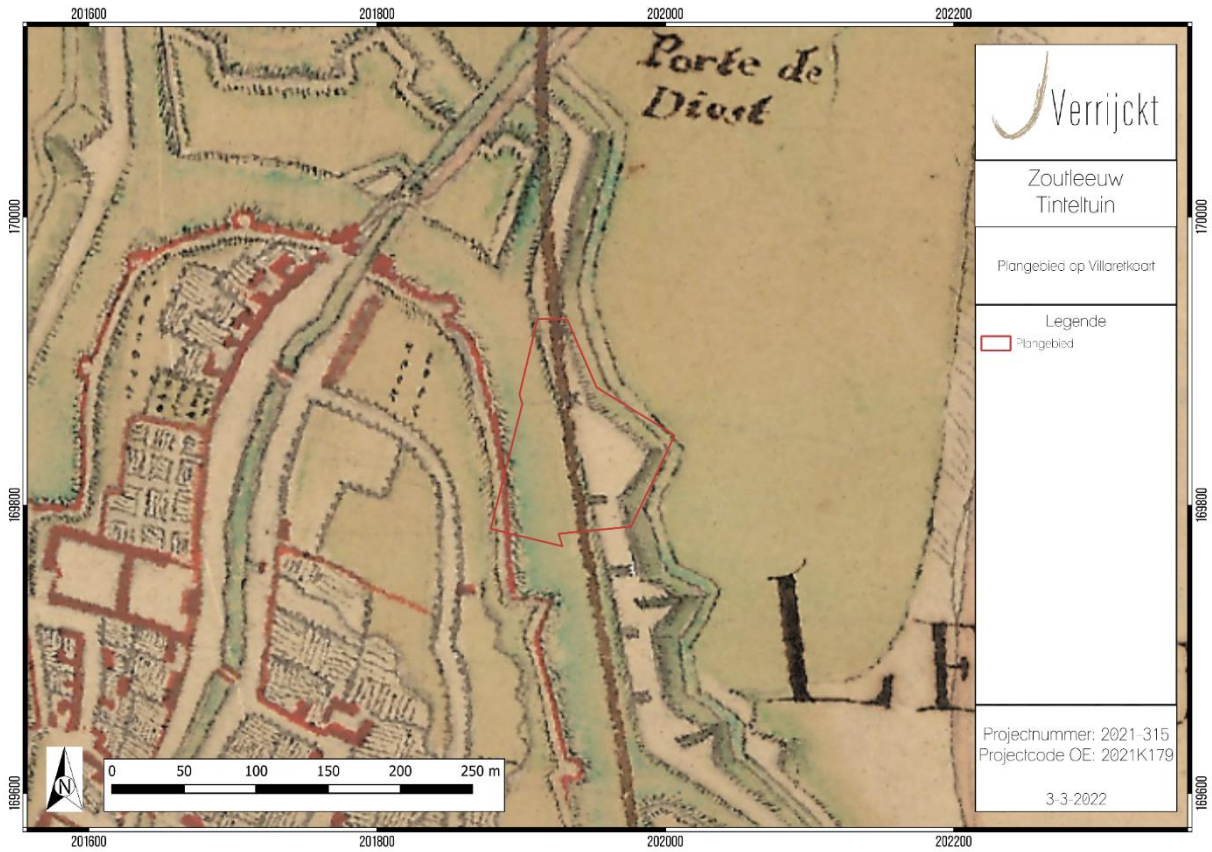 201600
201800
202000
202200
Porte de
Diest
Verrijckt
Zoutleeuw
Tinteltuin
Plangebied op Villaretkaart
Legende
Plangebied
170000
170000
169800
169800
169600
169600
LE
N
0 50 100 150 200 250 m
Projectnummer: 2021-315
Projectcode OE: 2021K179
3-3-2022
201600
201800
202000
202200